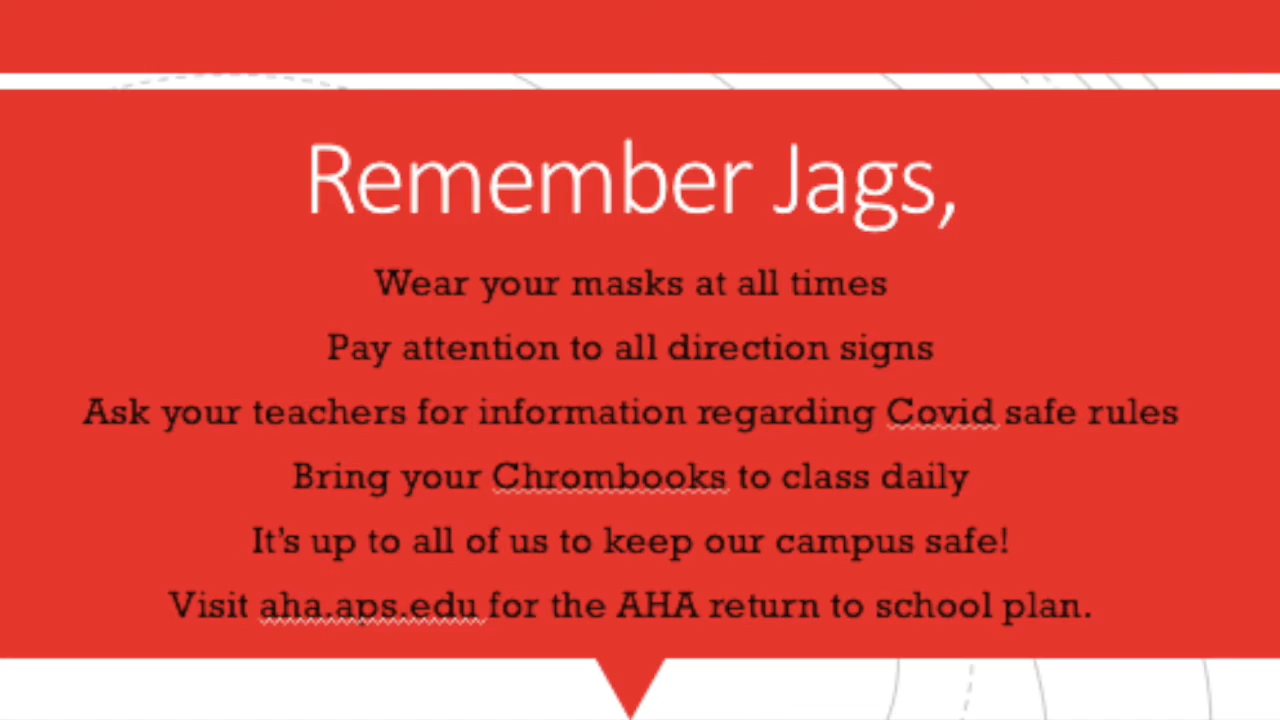 Remember Jags,
Wear your masks at all times
Pay attention to all direction signs
Ask your teachers for information regarding Covid safe rules
Bring your Chrombooks to class daily
It's up to all of us to keep our campus safe!
Visit aha.aps.edu for the AHA return to school plan.